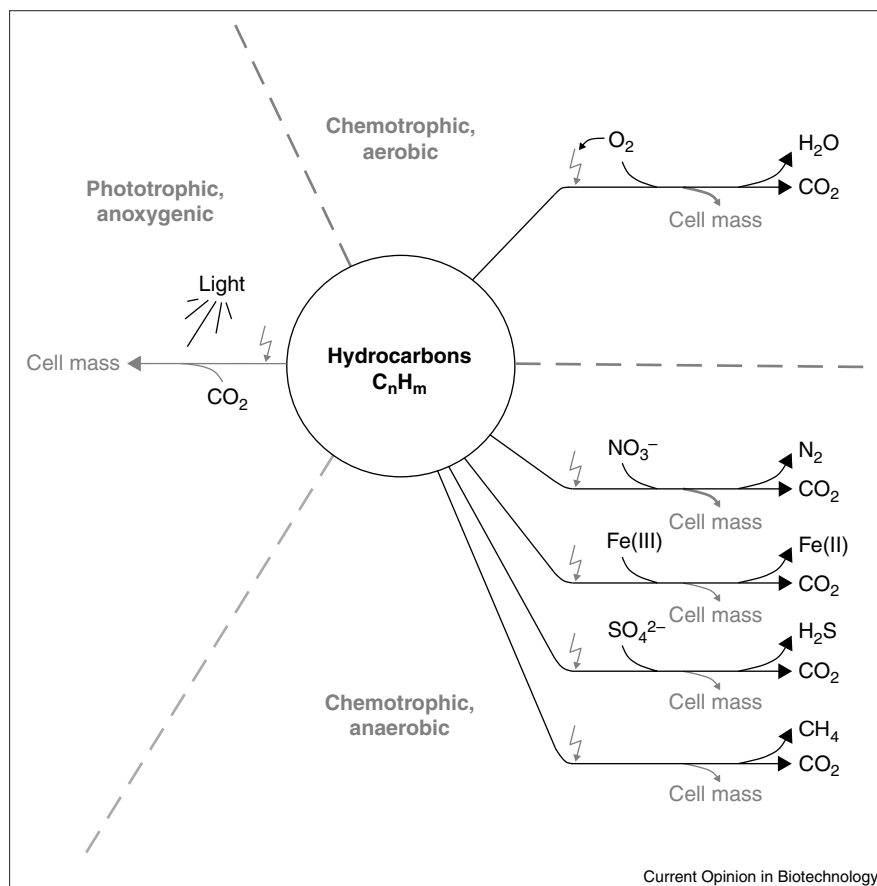 Chemotrophic,
aerobic
O₂
H₂O
CO₂
Cell mass
Phototrophic,
anoxygenic
Light
Cell mass
CO₂
Hydrocarbons
CₙHₘ
NO₃⁻
N₂
CO₂
Cell mass
Fe(III)
Fe(II)
CO₂
Cell mass
SO₄²⁻
H₂S
CO₂
Cell mass
Chemotrophic,
anaerobic
CH₄
CO₂
Cell mass
Current Opinion in Biotechnology